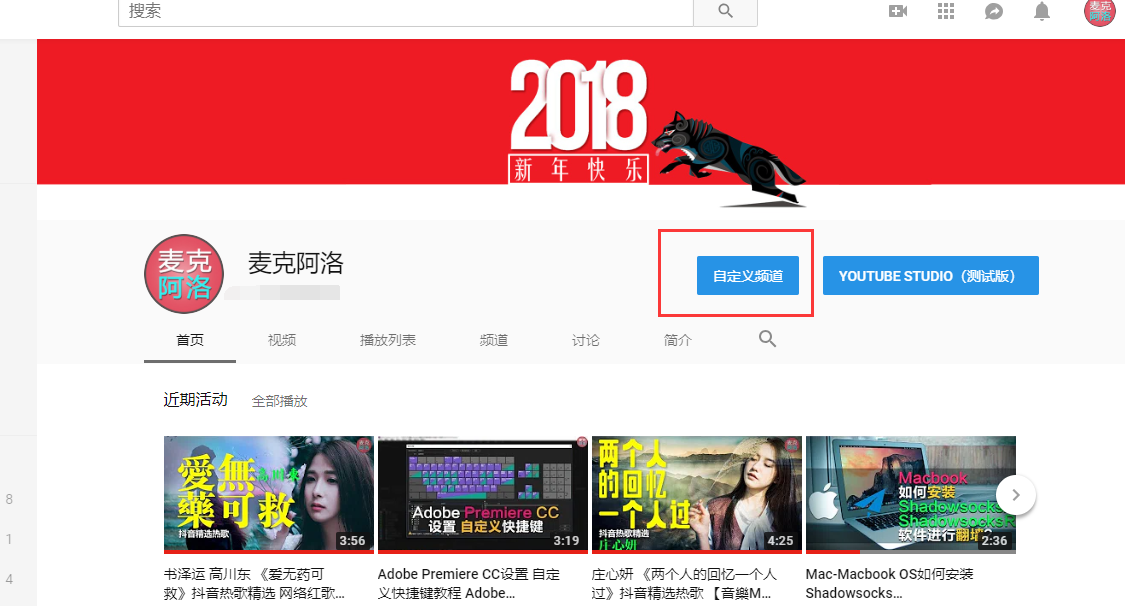 搜索
麦克
阿洛
2018
新年快乐
麦克
阿洛
麦克阿洛
自定义频道
YOUTUBE STUDIO（测试版）
首页
视频
播放列表
频道
讨论
简介
近期活动
全部播放
愛無
高川东
藥可救
抖音精选热歌
3:56
Adobe Premiere CC
设置 自定义快捷键
3:19
两个人
的回忆
一个人过
抖音精选热歌
庄心妍
4:25
Macbook
如何安装
Shadowsocks
软件进行翻墙
2:36
8
1
4
书泽运 高川东 《爱无药可
救》抖音热歌精选 网络红歌...
Adobe Premiere CC设置 自定
义快捷键教程 Adobe...
庄心妍 《两个人的回忆一个人
过》抖音热歌精选 【音樂M...
Mac-Macbook OS如何安装
Shadowsocks...